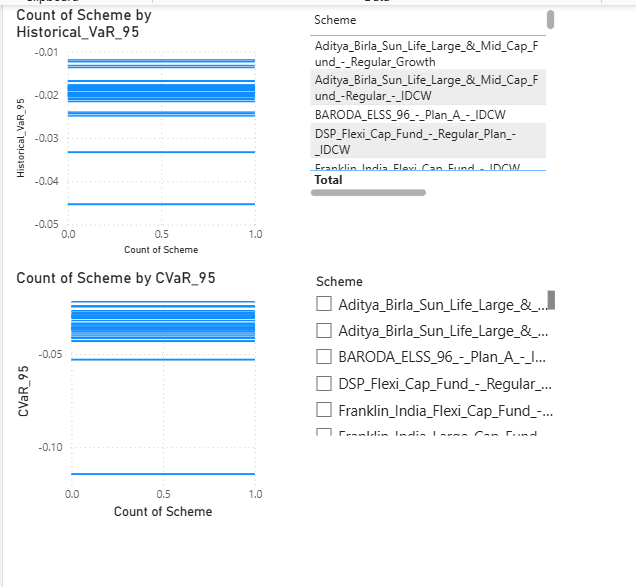 Count of Scheme by
Historical_VaR_95
-0.01
-0.02
-0.03
-0.04
-0.05
Historical_VaR_95
0.0
0.5
1.0
Count of Scheme
Scheme
Aditya_Birla_Sun_Life_Large_&_Mid_Cap_F
und_-_Regular_Growth
Aditya_Birla_Sun_Life_Large_&_Mid_Cap_F
und_-Regular_-_IDCW
BARODA_ELSS_96_-_Plan_A_-_IDCW
DSP_Flexi_Cap_Fund_-_Regular_Plan_-
_IDCW
Franklin_India_Flexi_Cap_Fund_-_IDCW
Total
Count of Scheme by CVaR_95
-0.05
-0.10
CVaR_95
0.0
0.5
1.0
Count of Scheme
Scheme
Aditya_Birla_Sun_Life_Large_&_...
Aditya_Birla_Sun_Life_Large_&_...
BARODA_ELSS_96_-_Plan_A_-_I...
DSP_Flexi_Cap_Fund_-_Regular_...
Franklin_India_Flexi_Cap_Fund_-...
Franklin_India_Large_Cap_Fund